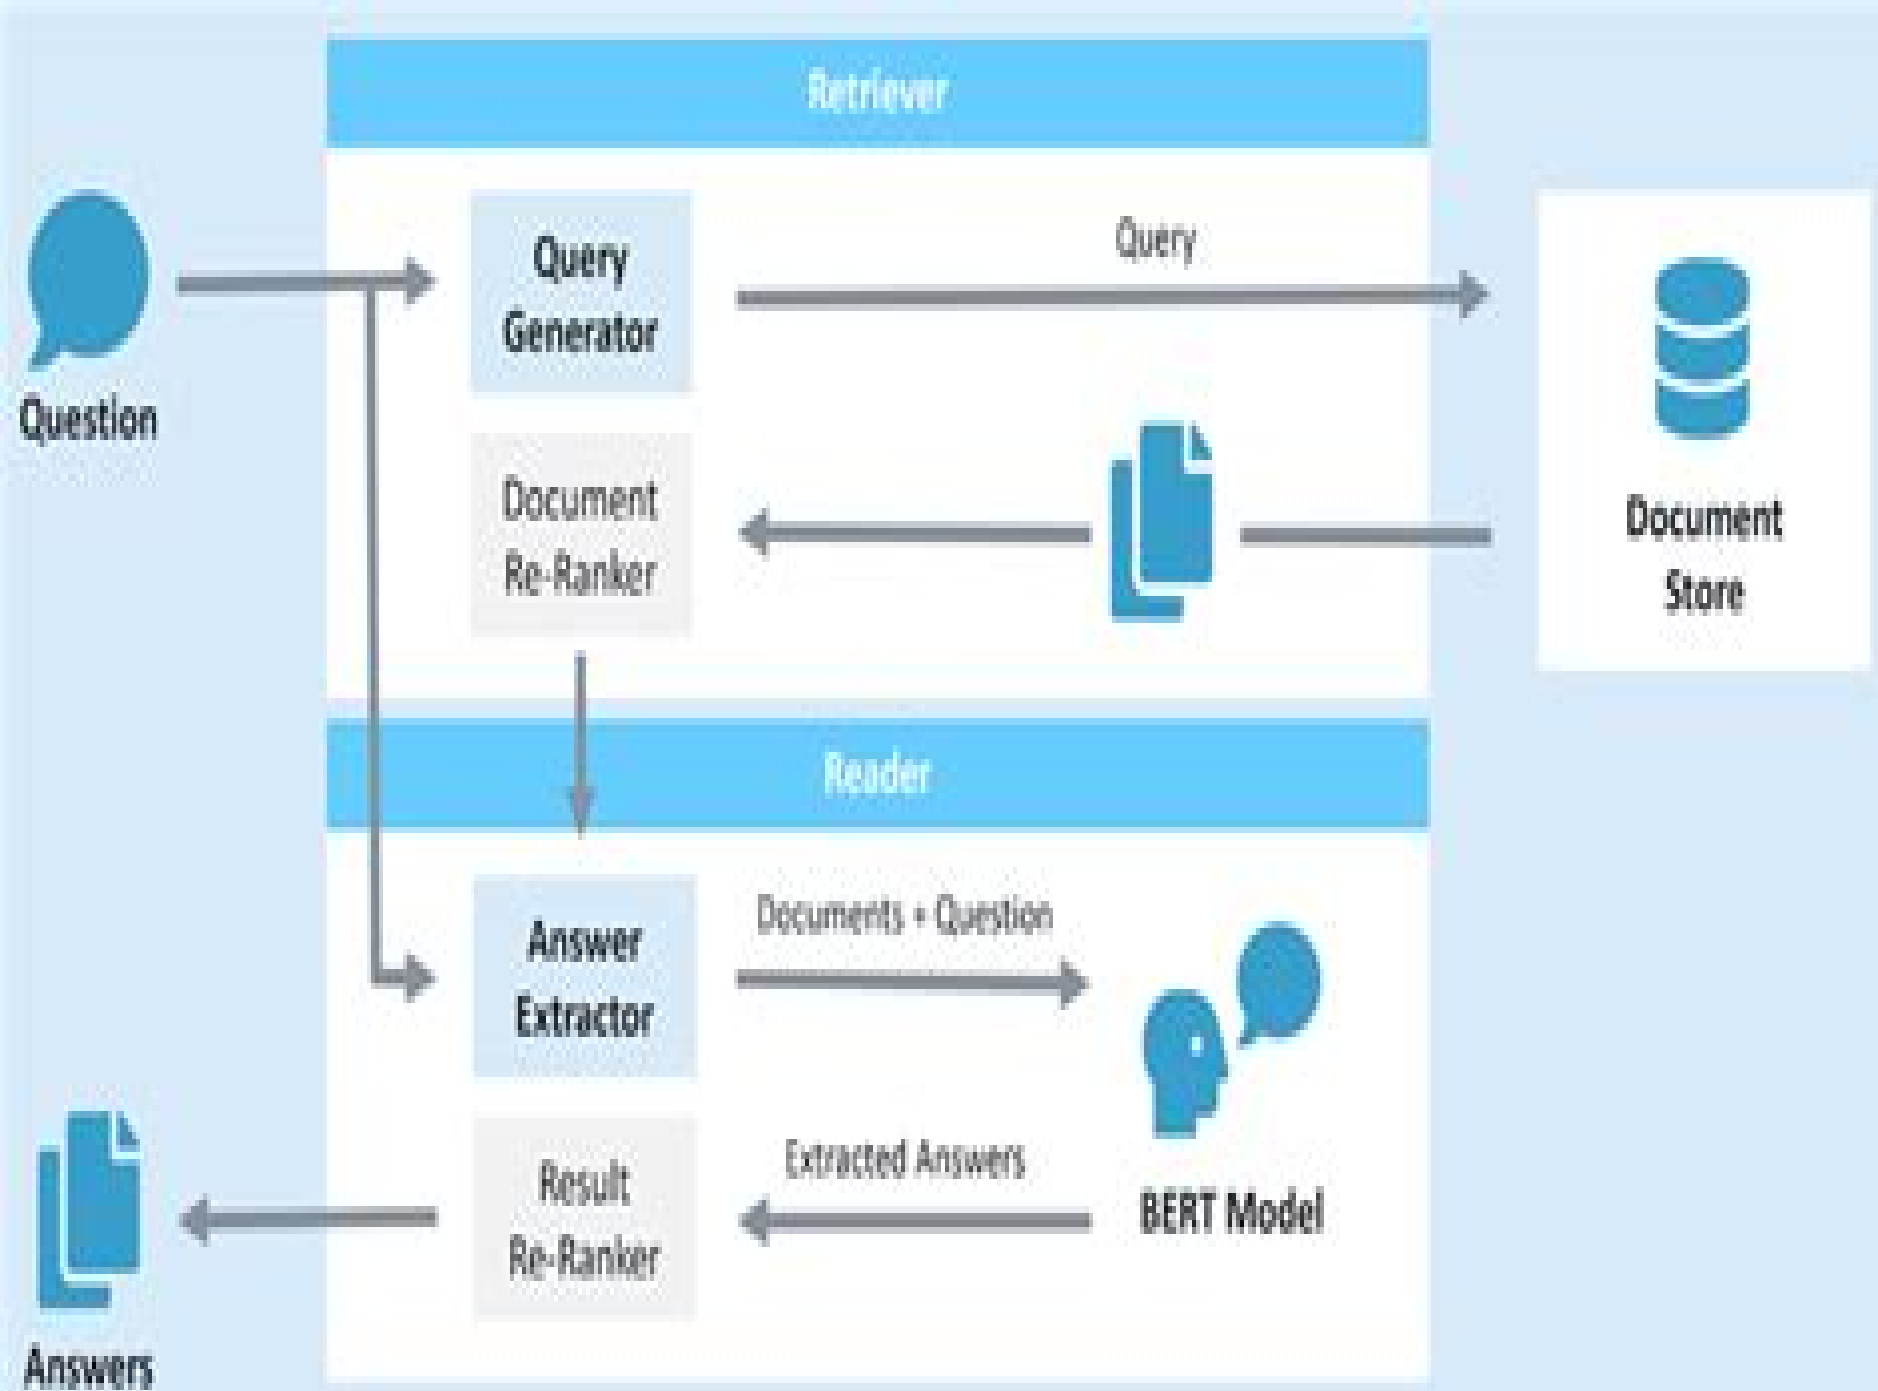 Retriever
Query
Generator
Query
Question
Document
Re-Ranker
Document
Store
Reader
Answer
Extractor
Documents + Question
Result
Re-Ranker
Extracted Answers
BERT Model
Answers